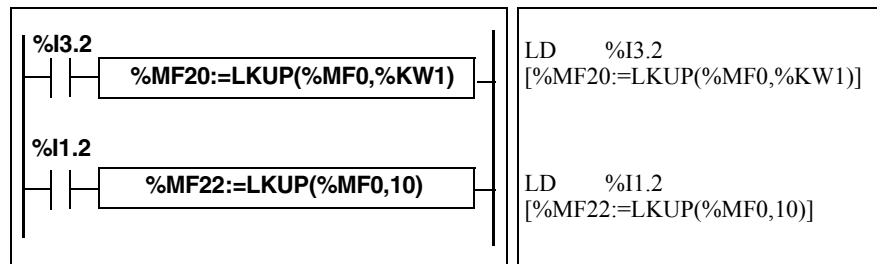 %I3.2
%MF20:=LKUP(%MF0,%KW1)
%I1.2
%MF22:=LKUP(%MF0,10)
LD %I3.2
[%MF20:=LKUP(%MF0,%KW1)]
LD %I1.2
[%MF22:=LKUP(%MF0,10)]